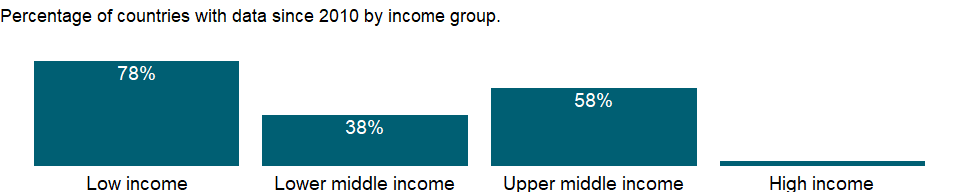 Percentage of countries with data since 2010 by income group.
78%
38%
58%
Low income
Lower middle income
Upper middle income
High income